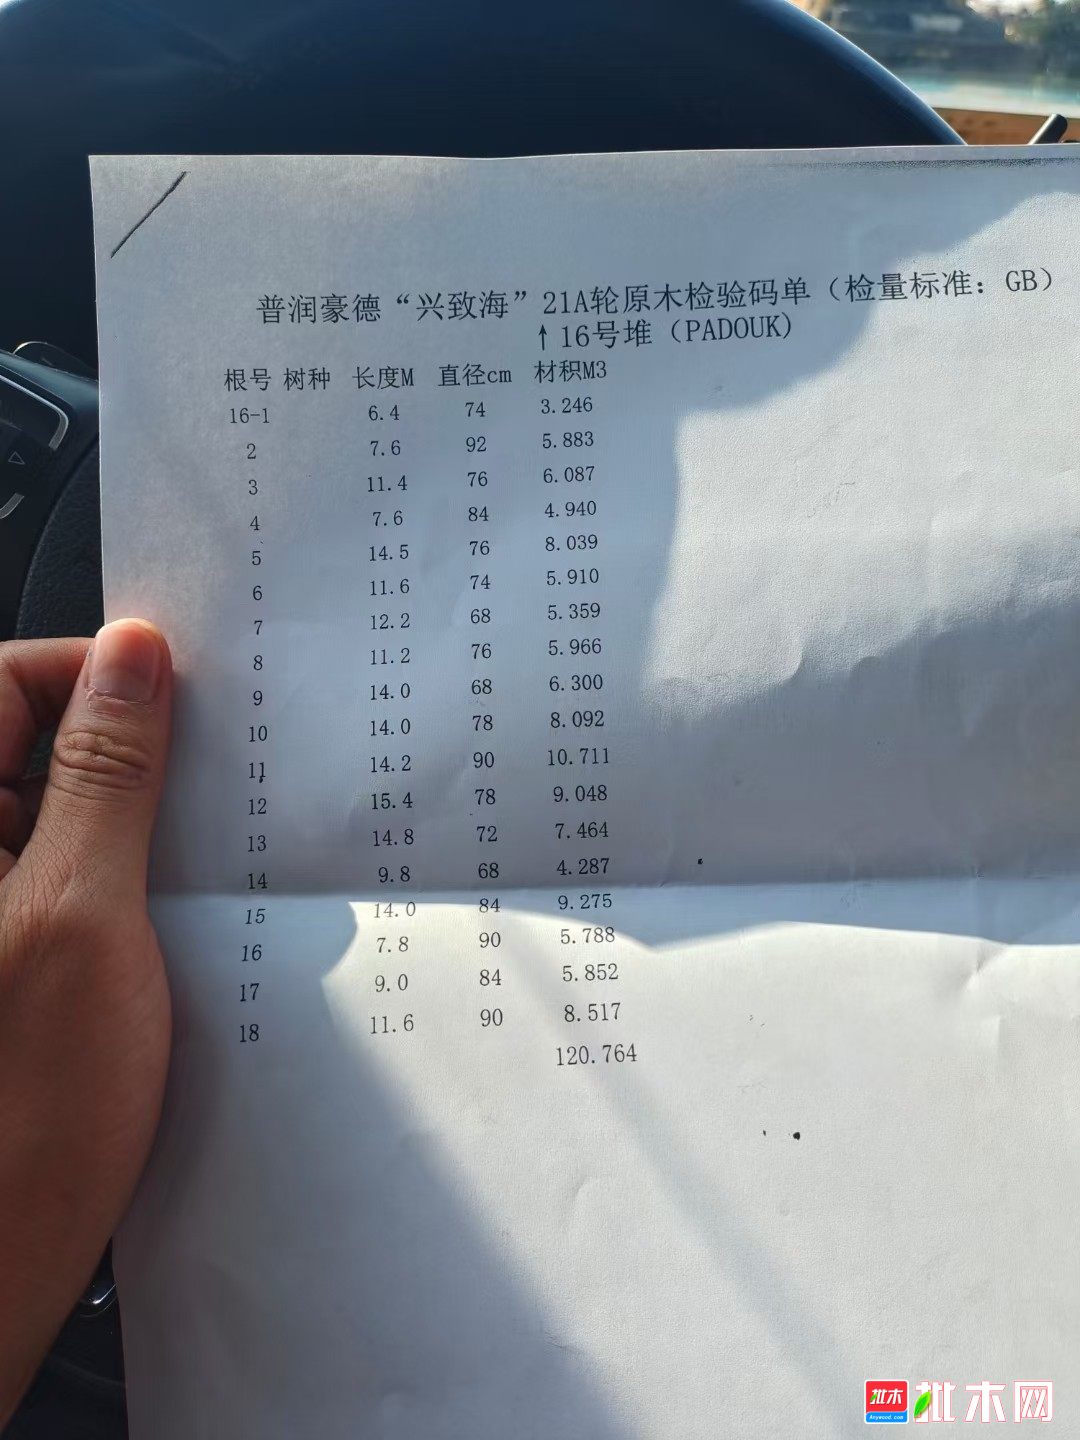 普润豪德“兴致海”21A轮原木检验码单（检量标准：GB）
↑16号堆（PADOUK）
根号 树种 长度M 直径cm 材积M3
16-1 6.4 74 3.246
2 7.6 92 5.883
3 11.4 76 6.087
4 7.6 84 4.940
5 14.5 76 8.039
6 11.6 74 5.910
7 12.2 68 5.359
8 11.2 76 5.966
9 14.0 68 6.300
10 14.0 78 8.092
11 14.2 90 10.711
12 15.4 78 9.048
13 14.8 72 7.464
14 9.8 68 4.287
15 14.0 84 9.275
16 7.8 90 5.788
17 9.0 84 5.852
18 11.6 90 8.517
120.764
批木 批木网
Anywood.com